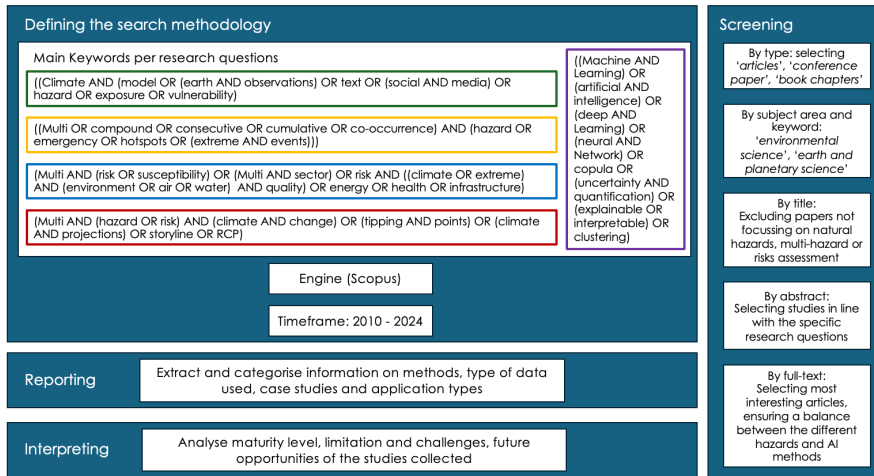 Defining the search methodology
Main Keywords per research questions
((Climate AND (model OR (earth AND observations) OR text OR (social AND media) OR
hazard OR exposure OR vulnerability)
((Multi OR compound OR consecutive OR cumulative OR co-occurrence) AND (hazard OR
emergency OR hotspots OR (extreme AND events)))
(Multi AND (risk OR susceptibility) OR (Multi AND sector) OR risk AND ((climate OR extreme)
AND (environment OR air OR water) AND quality) OR energy OR health OR infrastructure)
(Multi AND (hazard OR risk) AND (climate AND change) OR (tipping AND points) OR (climate
AND projections) OR storyline OR RCP)
((Machine AND
Learning) OR
(artificial AND
intelligence) OR
(deep AND
Learning) OR
(neural AND
Network) OR
copula OR
(uncertainty AND
quantification) OR
(explainable OR
interpretable) OR
clustering)
Engine (Scopus)
Timeframe: 2010 - 2024
Reporting
Extract and categorise information on methods, type of data
used, case studies and application types
Interpreting
Analyse maturity level, limitation and challenges, future
opportunities of the studies collected
Screening
By type: selecting
‘articles’, ‘conference
paper’, ‘book chapters’
By subject area and
keyword:
‘environmental
science’, ‘earth and
planetary science’
By title:
Excluding papers not
focussing on natural
hazards, multi-hazard or
risks assessment
By abstract:
Selecting studies in line
with the specific
research questions
By full-text:
Selecting most
interesting articles,
ensuring a balance
between the different
hazards and AI
methods